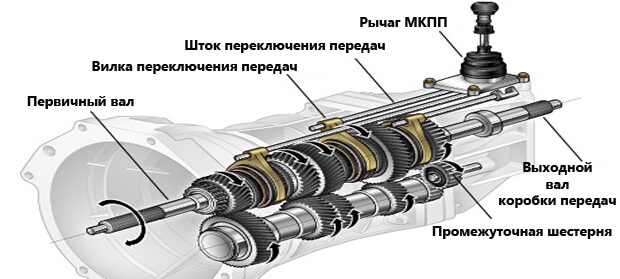 Рычаг МКПП
Шток переключения передач
Вилка переключения передач
Первичный вал
Выходной
вал
коробки передач
Промежуточная шестерня